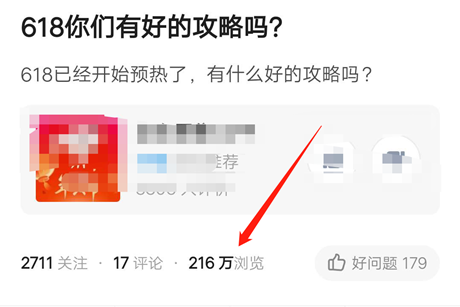 618你们有好的攻略吗?
618已经开始预热了，有什么好的攻略吗？
推荐
2711 关注 · 17 评论 · 216 万浏览
好问题 179